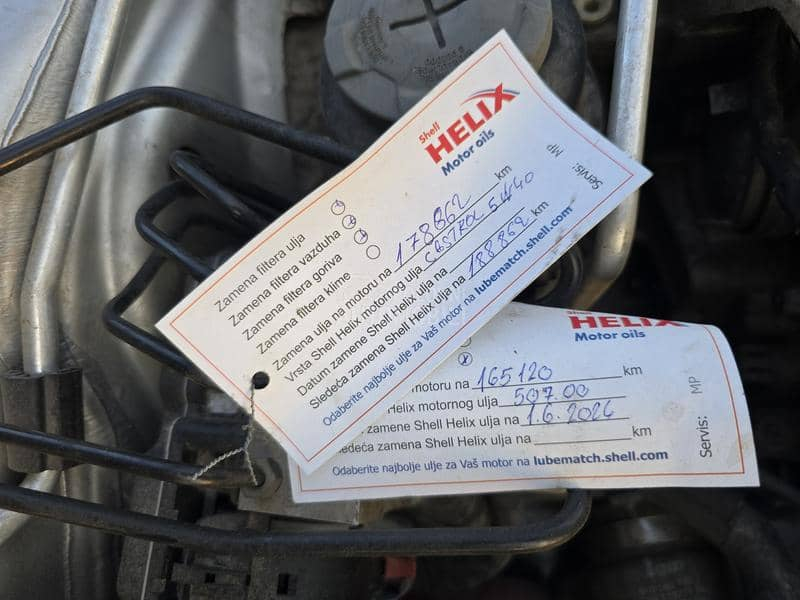 Shell
HELIX
Motor oils
Zamena filtera ulja
Zamena filtera vazduha
Zamena filtera goriva
Zamena filtera klime
Zamena ulja na motoru na 178862 km
Vrsta Shell Helix motornog ulja CASTROL 5W40
Datum zamene Shell Helix ulja na
Sledeća zamena Shell Helix ulja na 188862 km
Odaberite najbolje ulje za Vaš motor na lubematch.shell.com
Servis: MP
Shell
HELIX
Motor oils
motoru na 165120 km
Helix motornog ulja 507.00
zamene Shell Helix ulja na 1.6.2024
deća zamena Shell Helix ulja na km
Odaberite najbolje ulje za Vaš motor na lubematch.shell.com
Servis: MP